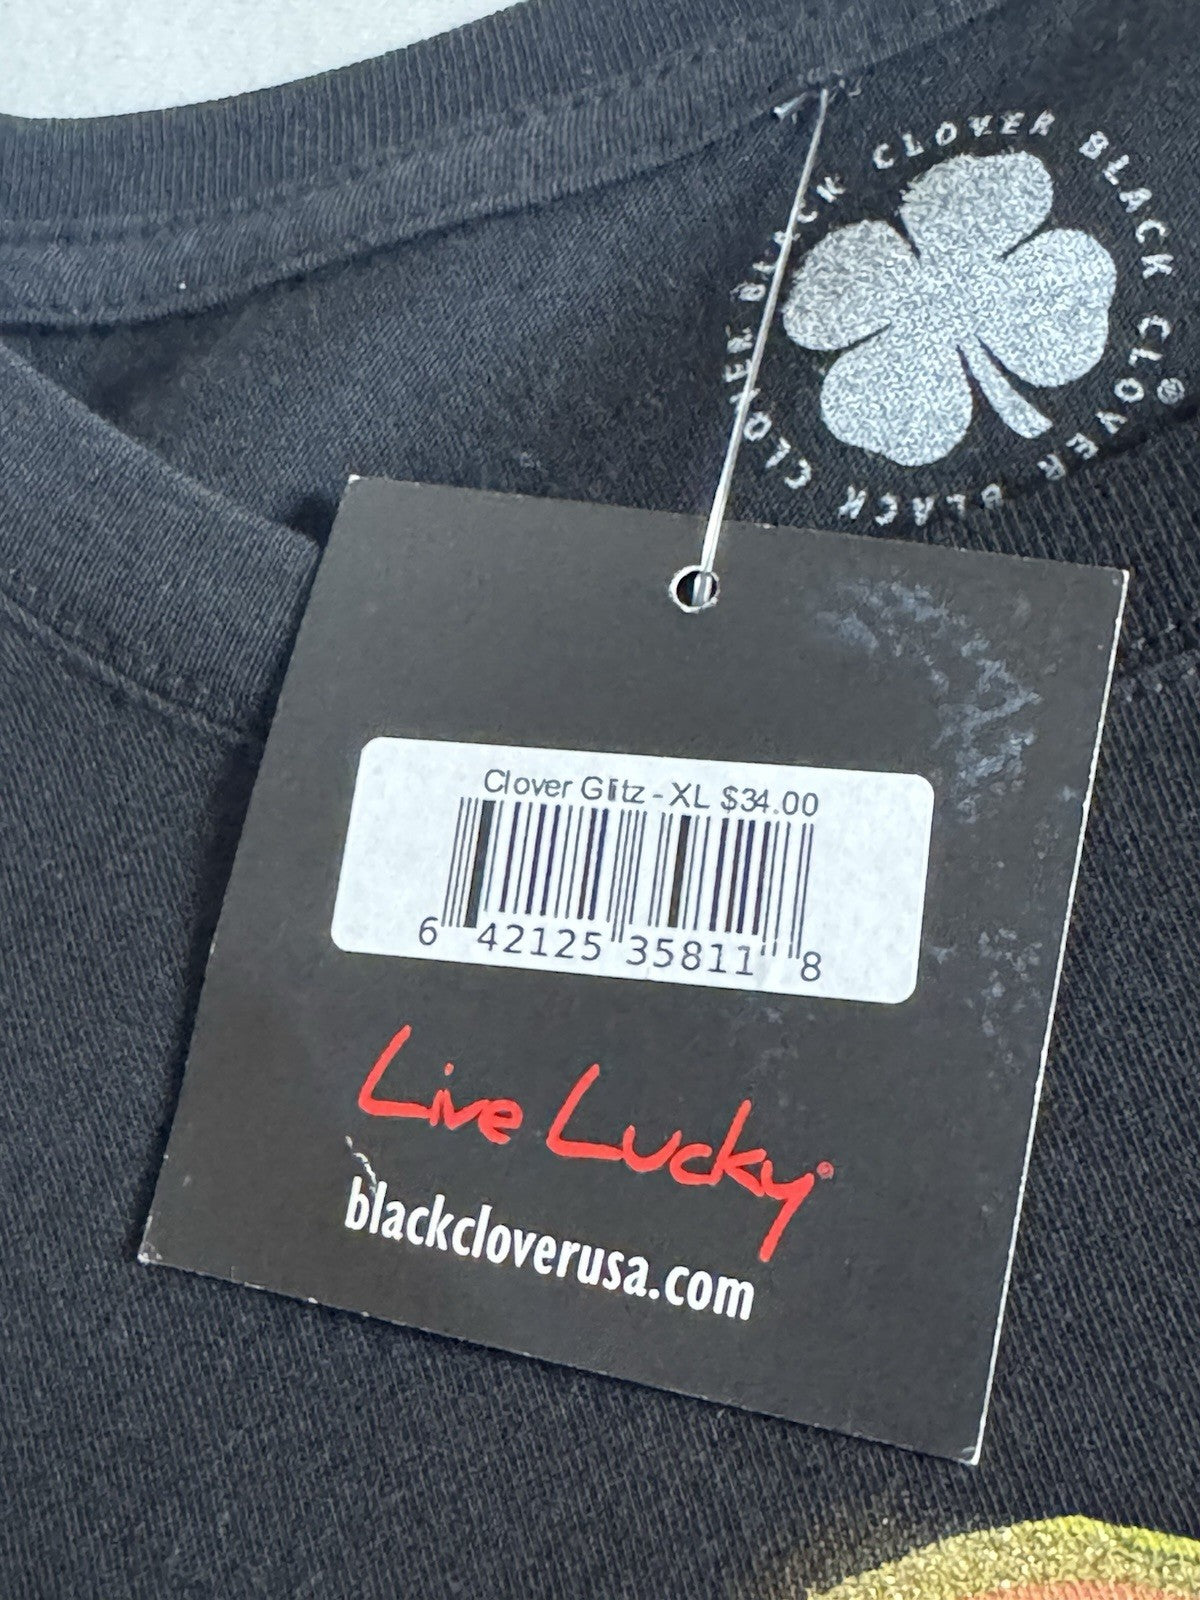 BLACK CLOVER BLACK CLOVER BLACK CLOVER
®
Clover Glitz - XL $34.00
6 42125 35811 8
Live Lucky®
blackcloverusa.com